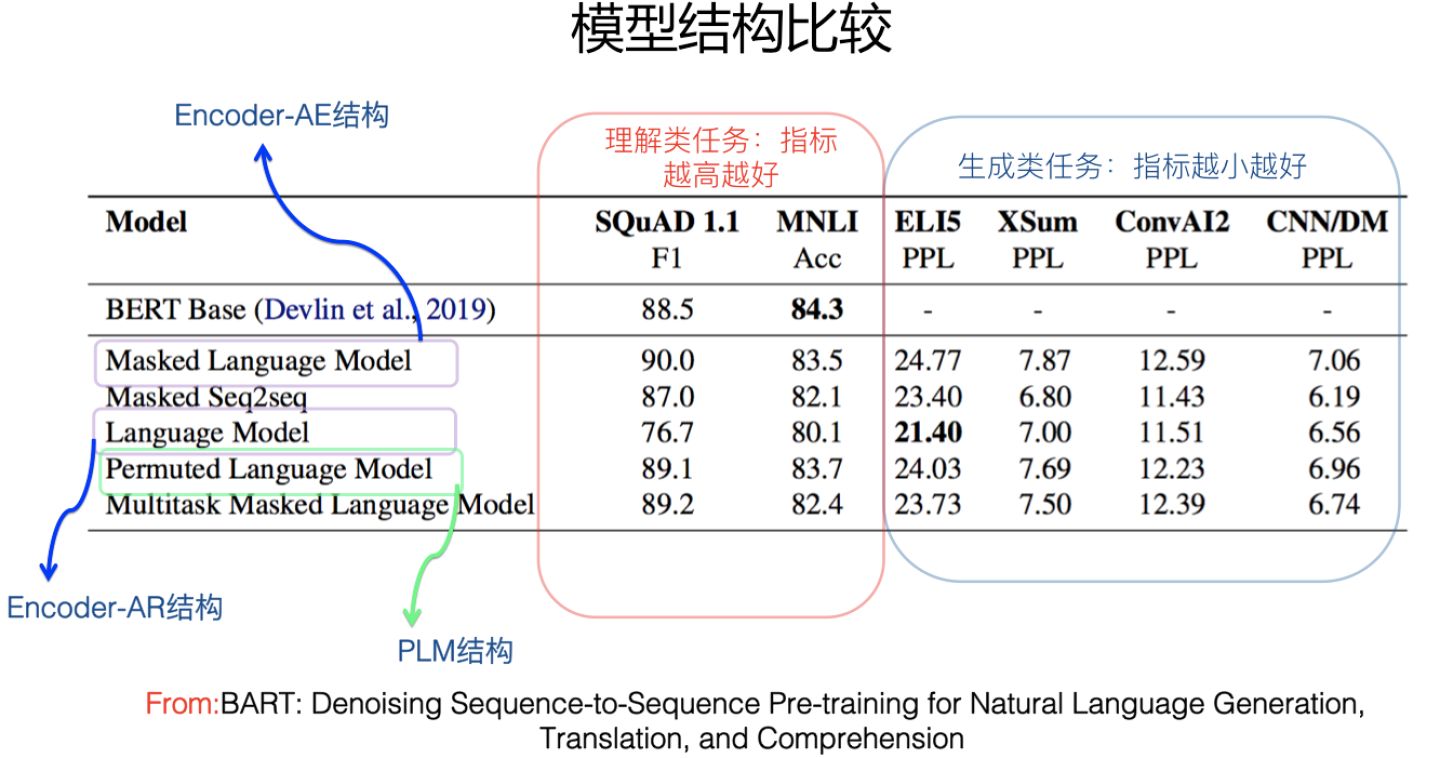 模型结构比较
Encoder-AE结构
理解类任务：指标
越高越好
生成类任务：指标越小越好
Model SQuAD 1.1 MNLI ELI5 XSum ConvAI2 CNN/DM
F1 Acc PPL PPL PPL PPL
BERT Base (Devlin et al., 2019) 88.5 84.3 - - - -
Masked Language Model 90.0 83.5 24.77 7.87 12.59 7.06
Masked Seq2seq 87.0 82.1 23.40 6.80 11.43 6.19
Language Model 76.7 80.1 21.40 7.00 11.51 6.56
Permuted Language Model 89.1 83.7 24.03 7.69 12.23 6.96
Multitask Masked Language Model 89.2 82.4 23.73 7.50 12.39 6.74
Encoder-AR结构
PLM结构
From:BART: Denoising Sequence-to-Sequence Pre-training for Natural Language Generation,
Translation, and Comprehension